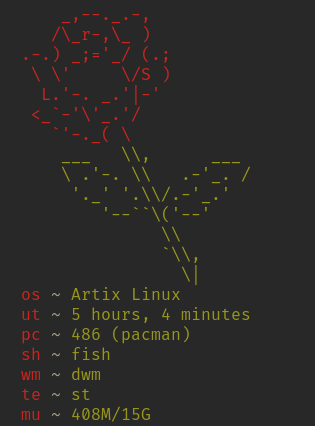 os ~ Artix Linux
ut ~ 5 hours, 4 minutes
pc ~ 486 (pacman)
sh ~ fish
wm ~ dwm
te ~ st
mu ~ 408M/15G